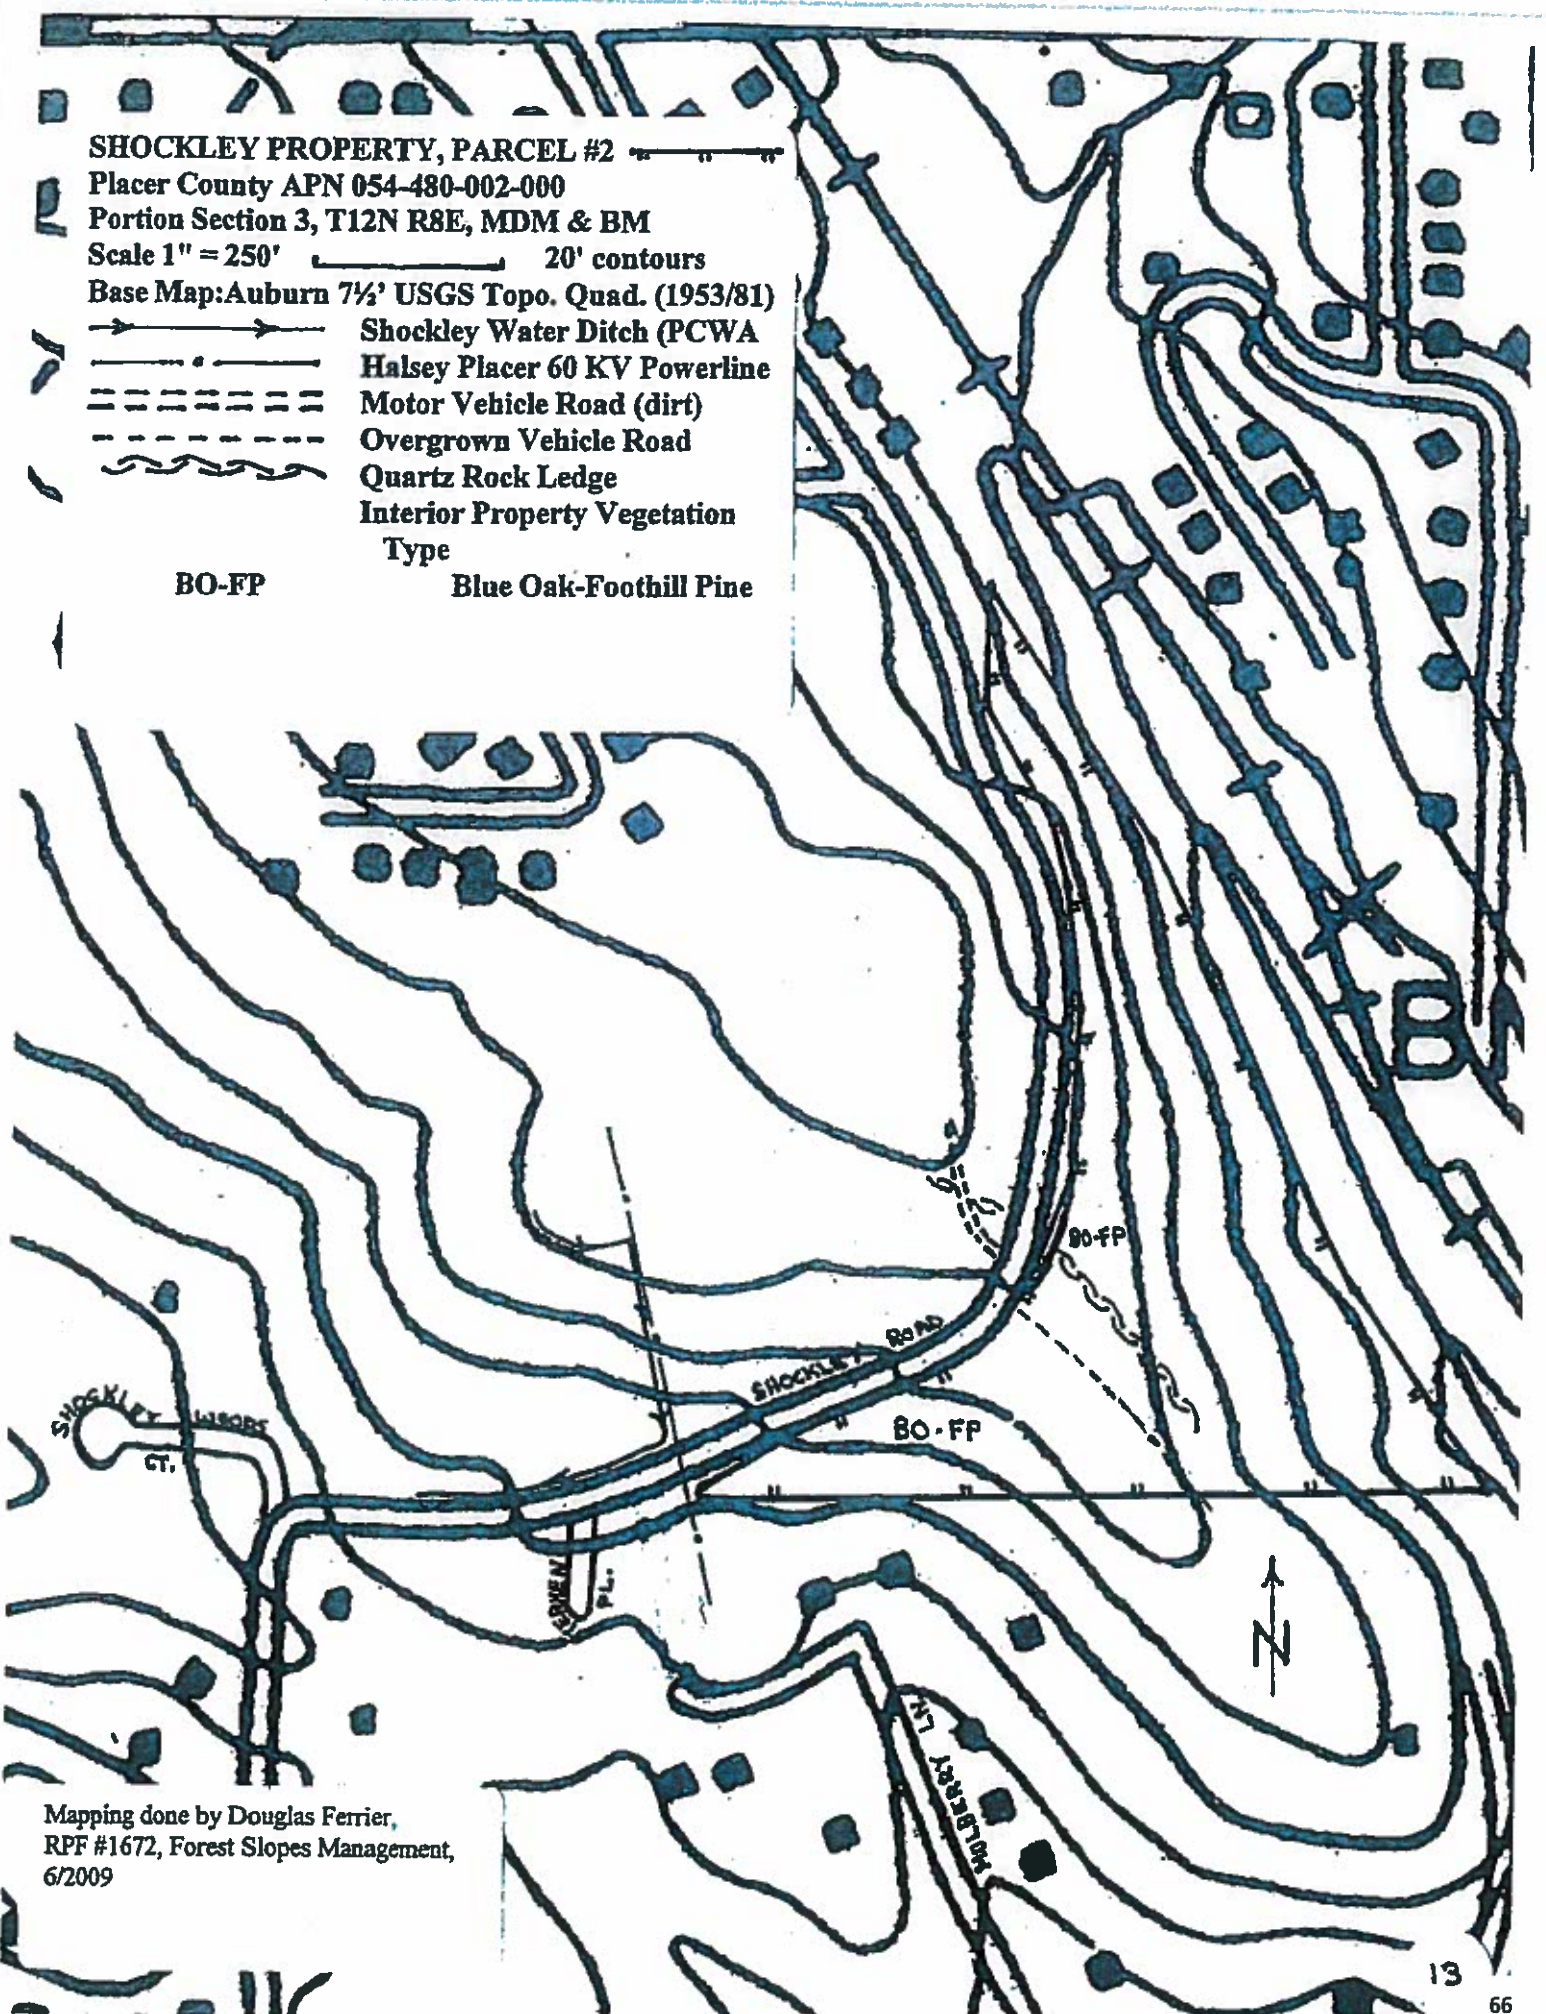 SHOCKLEY PROPERTY, PARCEL #2
Placer County APN 054-480-002-000
Portion Section 3, T12N R8E, MDM & BM
Scale 1" = 250' 20' contours
Base Map:Auburn 7½' USGS Topo. Quad. (1953/81)
Shockley Water Ditch (PCWA
Halsey Placer 60 KV Powerline
Motor Vehicle Road (dirt)
Overgrown Vehicle Road
Quartz Rock Ledge
Interior Property Vegetation
Type
BO-FP Blue Oak-Foothill Pine
BO-FP
SHOCKLEY ROAD
BO-FP
SHOCKLEY WOODS
CT.
PL.
N
MULBERRY LN
Mapping done by Douglas Ferrier,
RPF #1672, Forest Slopes Management,
6/2009
13
66